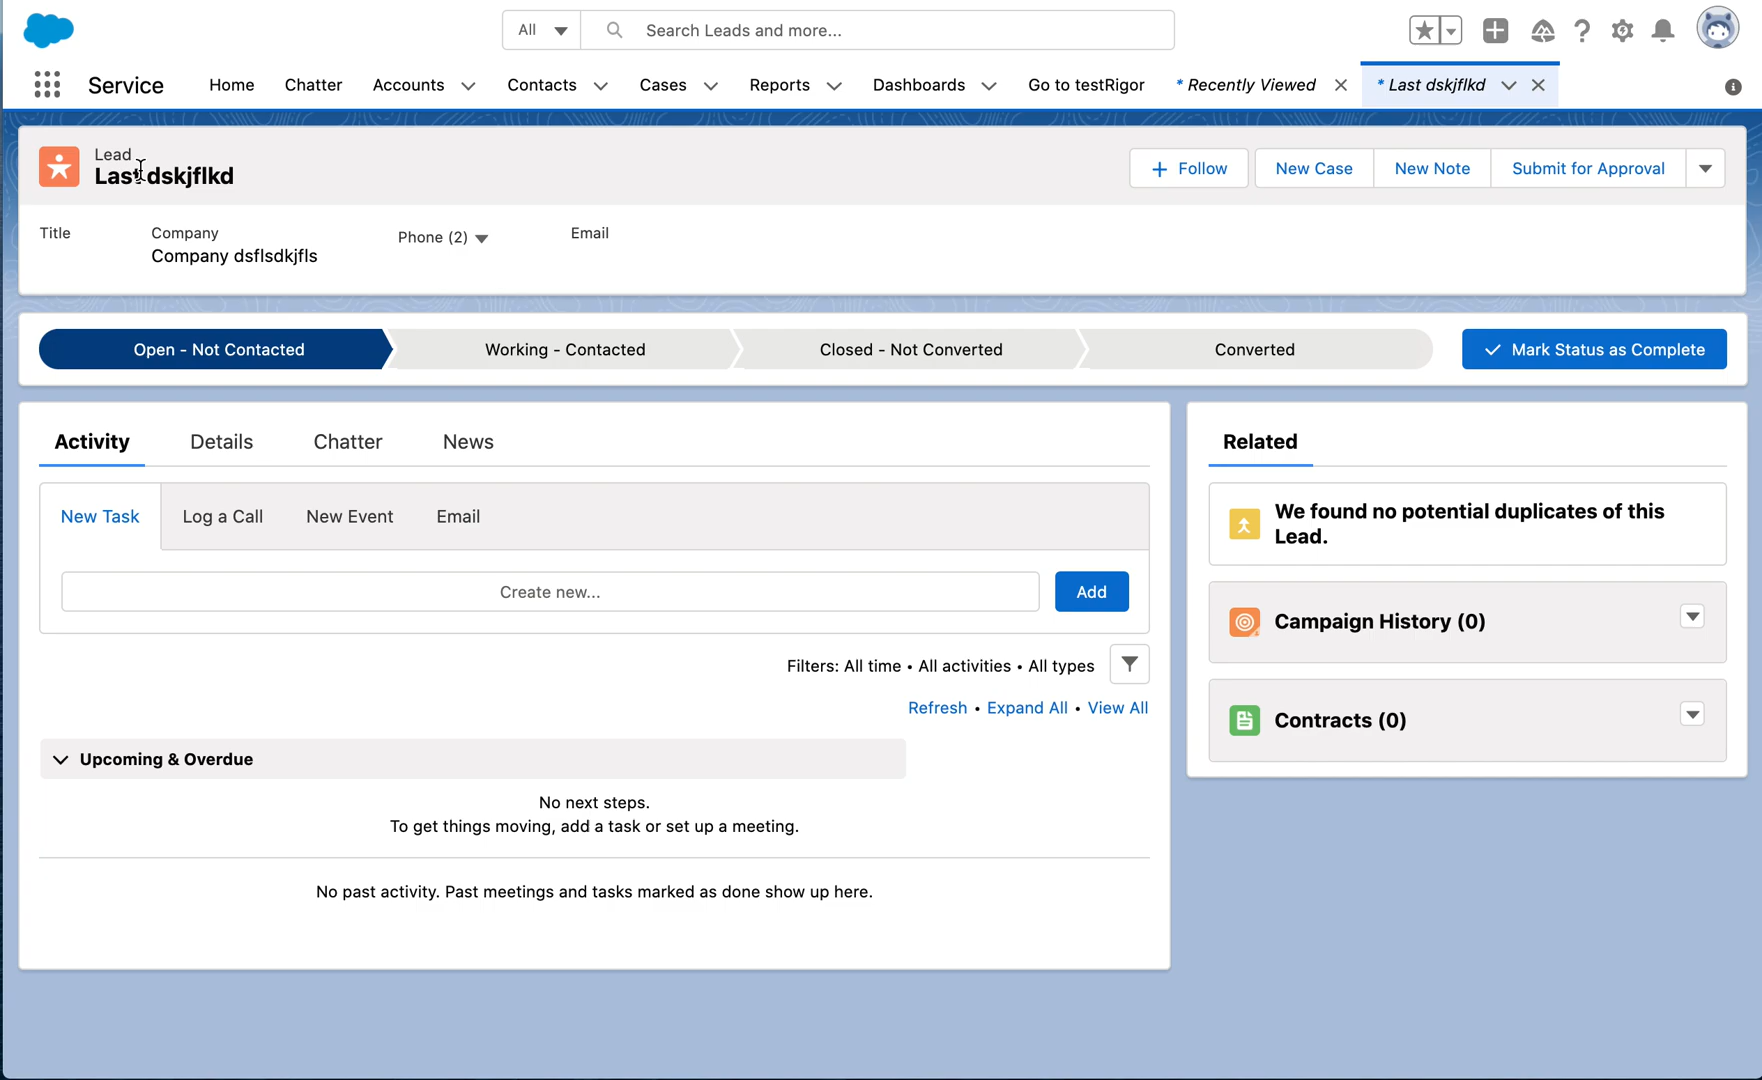 All
Search Leads and more...
Service
Home
Chatter
Accounts
Contacts
Cases
Reports
Dashboards
Go to testRigor
* Recently Viewed
* Last dskjflkd
Lead
Last dskjflkd
+ Follow
New Case
New Note
Submit for Approval
Title
Company
Phone (2)
Email
Company dsflsdkjfls
Open - Not Contacted
Working - Contacted
Closed - Not Converted
Converted
Mark Status as Complete
Activity
Details
Chatter
News
New Task
Log a Call
New Event
Email
Create new...
Add
Filters: All time • All activities • All types
Refresh • Expand All • View All
Upcoming & Overdue
No next steps.
To get things moving, add a task or set up a meeting.
No past activity. Past meetings and tasks marked as done show up here.
Related
We found no potential duplicates of this
Lead.
Campaign History (0)
Contracts (0)